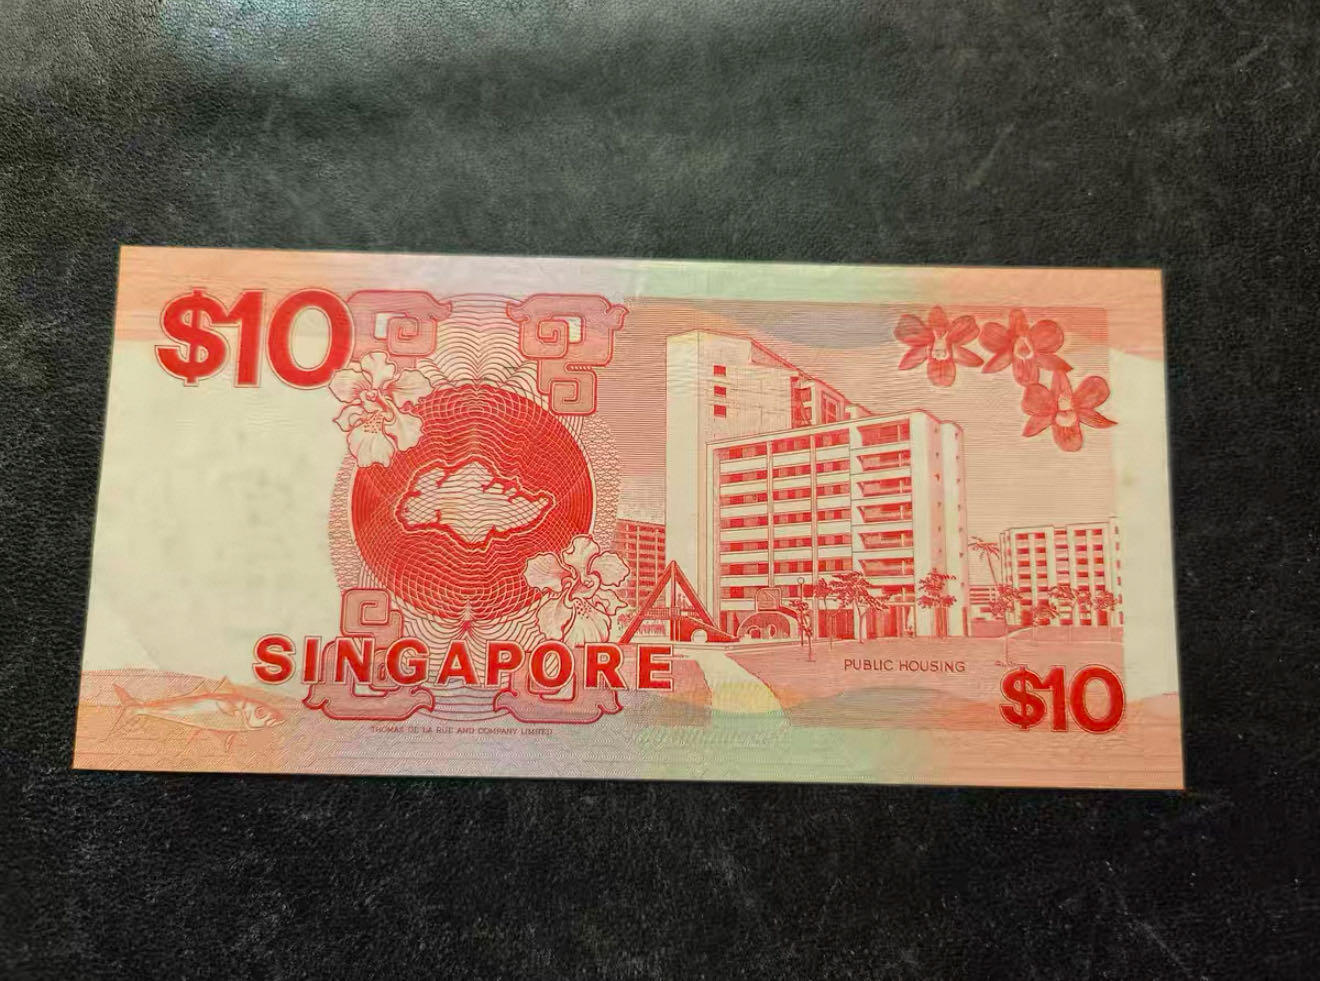 $10
SINGAPORE
PUBLIC HOUSING
$10
THOMAS DE LA RUE AND COMPANY LIMITED